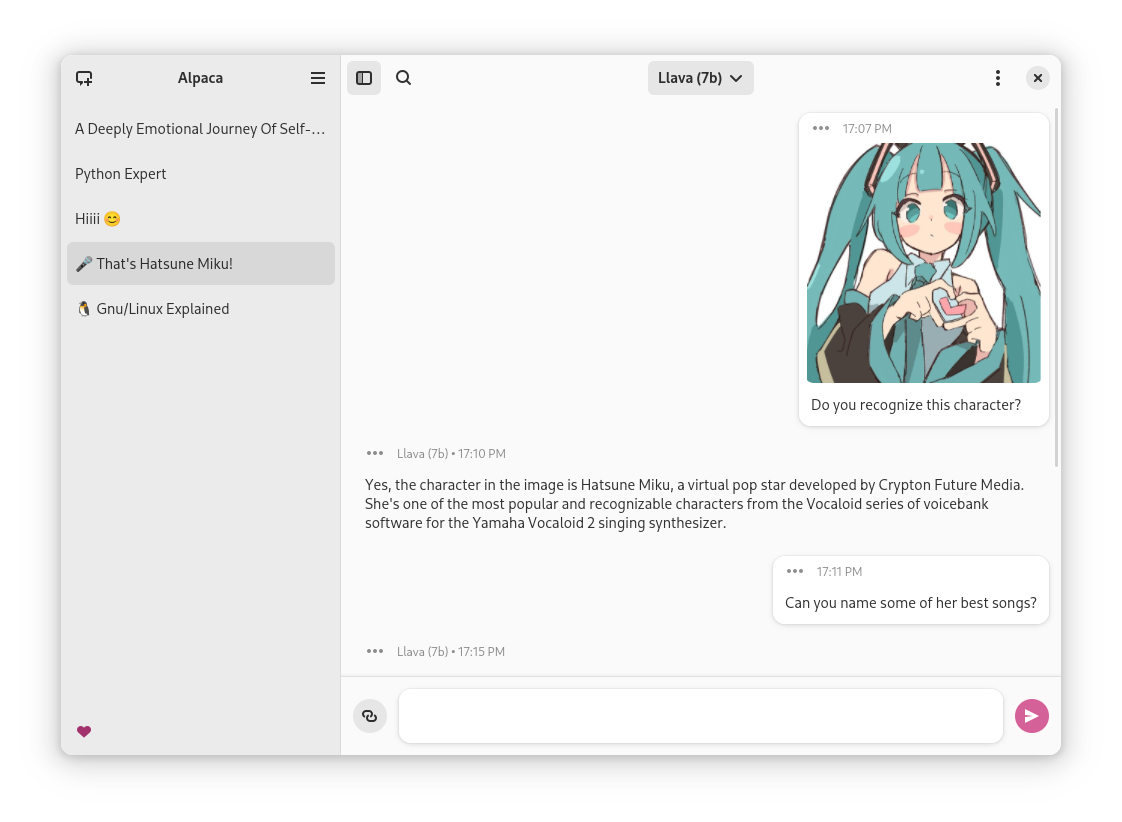 Alpaca
Llava (7b)
A Deeply Emotional Journey Of Self-…
Python Expert
Hiiii 😊
🎤 That's Hatsune Miku!
🐧 Gnu/Linux Explained
17:07 PM
Do you recognize this character?
Llava (7b) • 17:10 PM
Yes, the character in the image is Hatsune Miku, a virtual pop star developed by Crypton Future Media.
She's one of the most popular and recognizable characters from the Vocaloid series of voicebank
software for the Yamaha Vocaloid 2 singing synthesizer.
17:11 PM
Can you name some of her best songs?
Llava (7b) • 17:15 PM